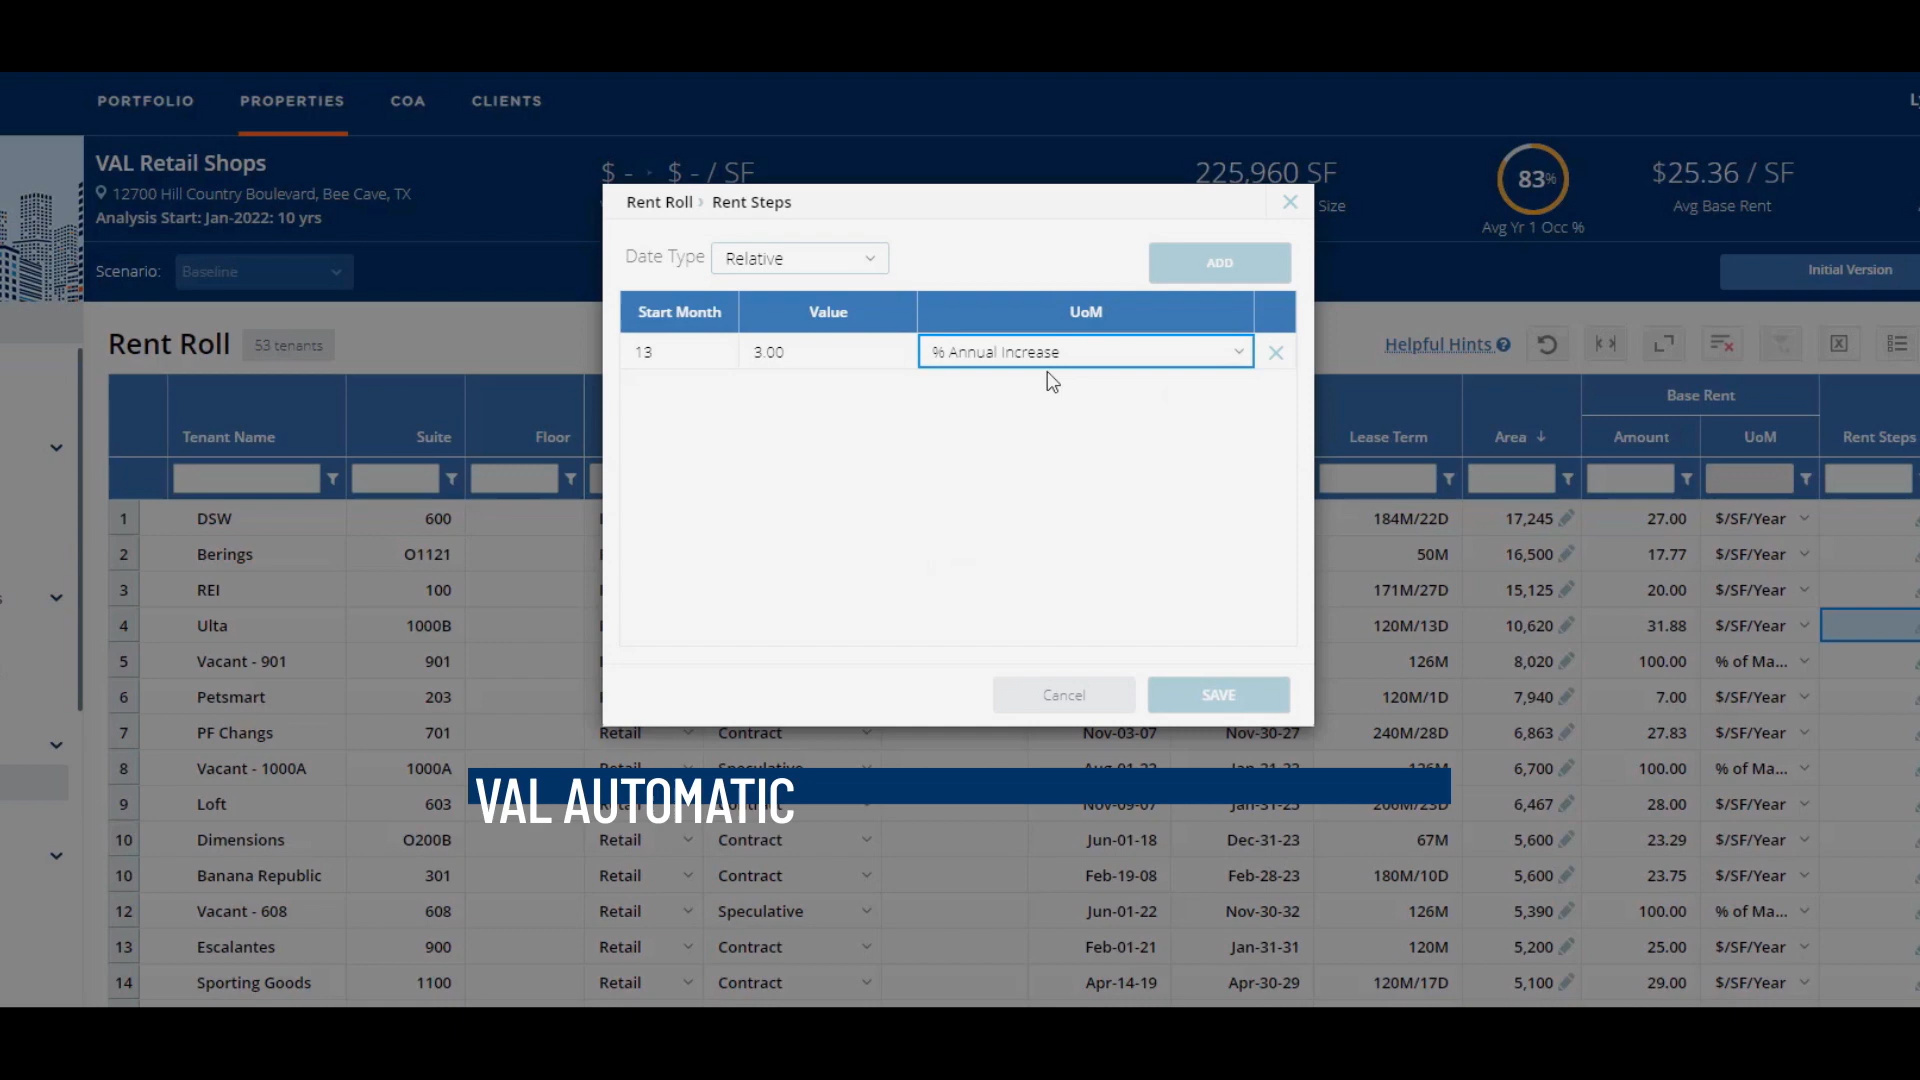 PORTFOLIO PROPERTIES COA CLIENTS
VAL Retail Shops
12700 Hill Country Boulevard, Bee Cave, TX
Analysis Start: Jan-2022: 10 yrs
$ - · $ - / SF
225,960 SF
Size
83%
Avg Yr 1 Occ %
$25.36 / SF
Avg Base Rent
Scenario: Baseline
Initial Version
Rent Roll › Rent Steps
Date Type Relative
ADD
Start Month Value UoM
13 3.00 % Annual Increase
Cancel SAVE
Rent Roll 53 tenants
Helpful Hints
Base Rent
Tenant Name Suite Floor Lease Term Area Amount UoM Rent Steps
1 DSW 600 184M/22D 17,245 27.00 $/SF/Year
2 Berings O1121 50M 16,500 17.77 $/SF/Year
3 REI 100 171M/27D 15,125 20.00 $/SF/Year
4 Ulta 1000B 120M/13D 10,620 31.88 $/SF/Year
5 Vacant - 901 901 126M 8,020 100.00 % of Ma...
6 Petsmart 203 120M/1D 7,940 7.00 $/SF/Year
7 PF Changs 701 Retail Contract Nov-03-07 Nov-30-27 240M/28D 6,863 27.83 $/SF/Year
8 Vacant - 1000A 1000A 6,700 100.00 % of Ma...
VAL AUTOMATIC
9 Loft 603 6,467 28.00 $/SF/Year
10 Dimensions O200B Retail Contract Jun-01-18 Dec-31-23 67M 5,600 23.29 $/SF/Year
10 Banana Republic 301 Retail Contract Feb-19-08 Feb-28-23 180M/10D 5,600 23.75 $/SF/Year
12 Vacant - 608 608 Retail Speculative Jun-01-22 Nov-30-32 126M 5,390 100.00 % of Ma...
13 Escalantes 900 Retail Contract Feb-01-21 Jan-31-31 120M 5,200 25.00 $/SF/Year
14 Sporting Goods 1100 Retail Contract Apr-14-19 Apr-30-29 120M/17D 5,100 29.00 $/SF/Year